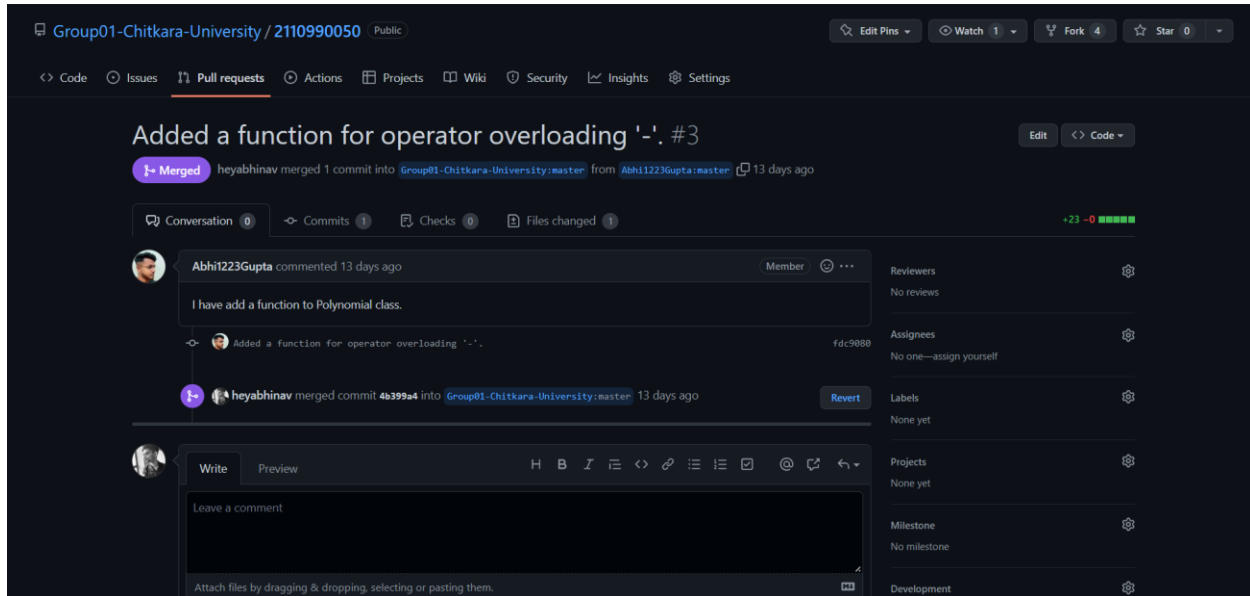 Group01-Chitkara-University / 2110990050 Public
Edit Pins Watch 1 Fork 4 Star 0
Code Issues Pull requests Actions Projects Wiki Security Insights Settings
Added a function for operator overloading '-'. #3
Edit Code
Merged heyabhinav merged 1 commit into Group01-Chitkara-University:master from Abhi1223Gupta:master 13 days ago
Conversation 0 Commits 1 Checks 0 Files changed 1 +23 −0
Abhi1223Gupta commented 13 days ago Member
I have add a function to Polynomial class.
Added a function for operator overloading '-'. fdc9080
heyabhinav merged commit 4b399a4 into Group01-Chitkara-University:master 13 days ago Revert
Write Preview
Leave a comment
Attach files by dragging & dropping, selecting or pasting them.
Reviewers
No reviews
Assignees
No one—assign yourself
Labels
None yet
Projects
None yet
Milestone
No milestone
Development